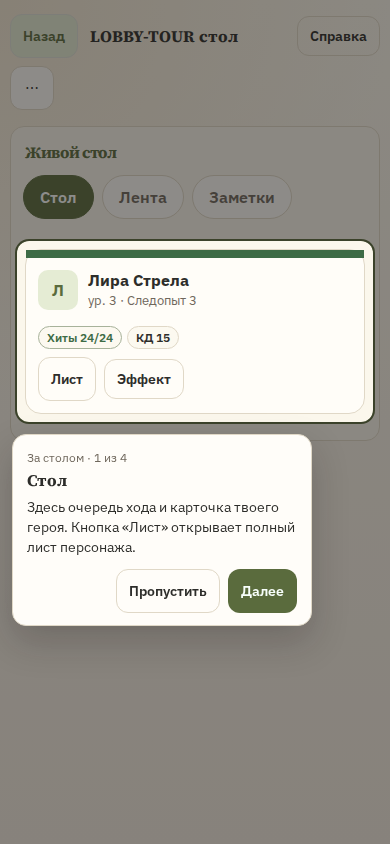 Назад
LOBBY-TOUR стол
Справка
...
Живой стол
Стол
Лента
Заметки
Л
Лира Стрела
ур. 3 · Следопыт 3
Хиты 24/24
КД 15
Лист
Эффект
За столом · 1 из 4
Стол
Здесь очередь хода и карточка твоего
героя. Кнопка «Лист» открывает полный
лист персонажа.
Пропустить
Далее